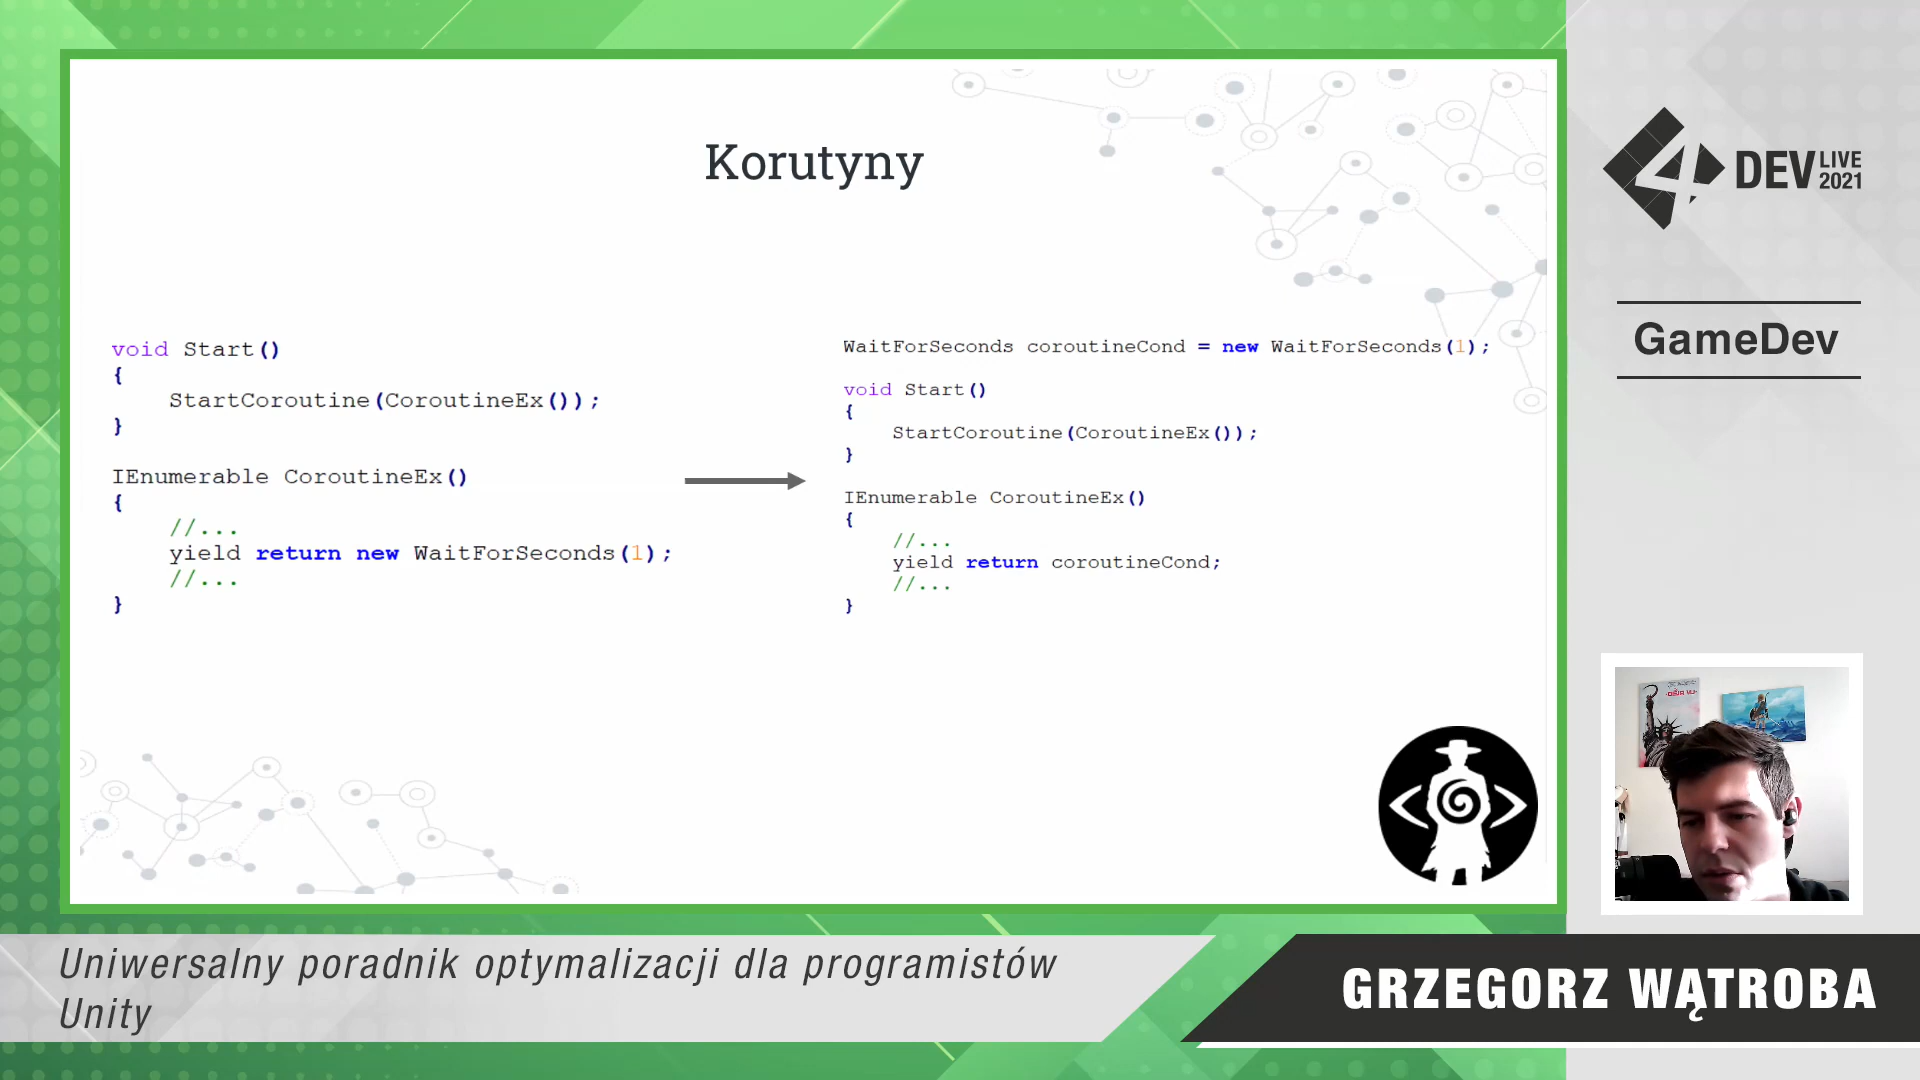 Korutyny
void Start()
{
StartCoroutine(CoroutineEx());
}
IEnumerable CoroutineEx()
{
//...
yield return new WaitForSeconds(1);
//...
}
WaitForSeconds coroutineCond = new WaitForSeconds(1);
void Start()
{
StartCoroutine(CoroutineEx());
}
IEnumerable CoroutineEx()
{
//...
yield return coroutineCond;
//...
}
4 DEV LIVE
2021
GameDev
Uniwersalny poradnik optymalizacji dla programistów
Unity
GRZEGORZ WĄTROBA